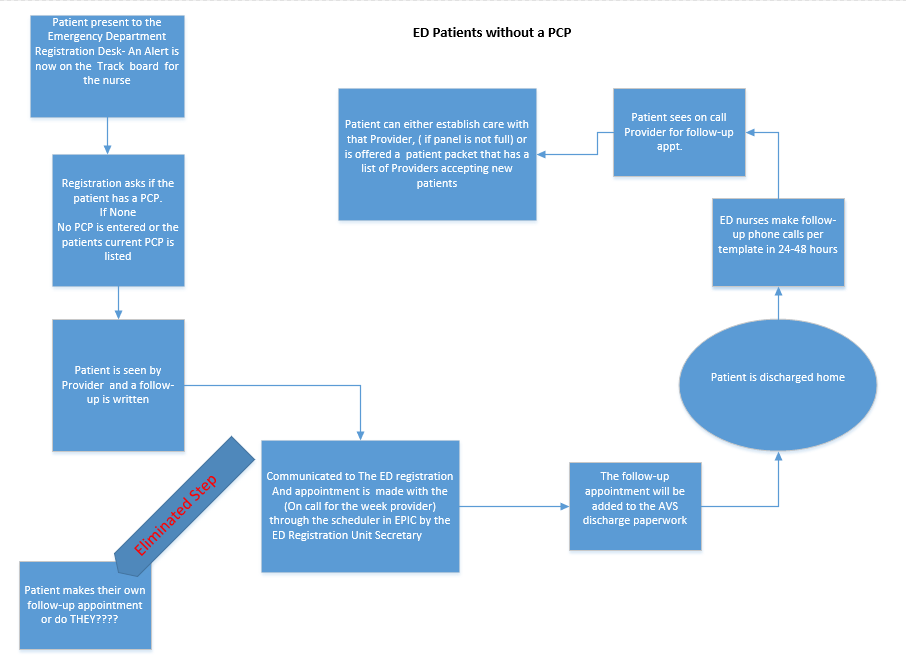 ED Patients without a PCP
Patient present to the
Emergency Department
Registration Desk- An Alert is
now on the Track board for
the nurse
Registration asks if the
patient has a PCP.
If None
No PCP is entered or the
patients current PCP is
listed
Patient is seen by
Provider and a follow-
up is written
Eliminated Step
Patient makes their own
follow-up appointment
or do THEY????
Communicated to The ED registration
And appointment is made with the
(On call for the week provider)
through the scheduler in EPIC by the
ED Registration Unit Secretary
The follow-up
appointment will be
added to the AVS
discharge paperwork
Patient is discharged home
ED nurses make follow-
up phone calls per
template in 24-48 hours
Patient sees on call
Provider for follow-up
appt.
Patient can either establish care with
that Provider, ( if panel is not full) or
is offered a patient packet that has a
list of Providers accepting new
patients